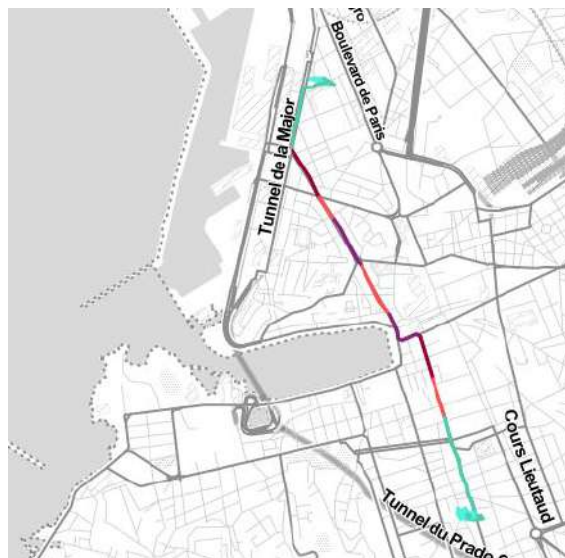 Boulevard de Paris
Tunnel de la Major
Cours Lieutaud
Tunnel du Prado